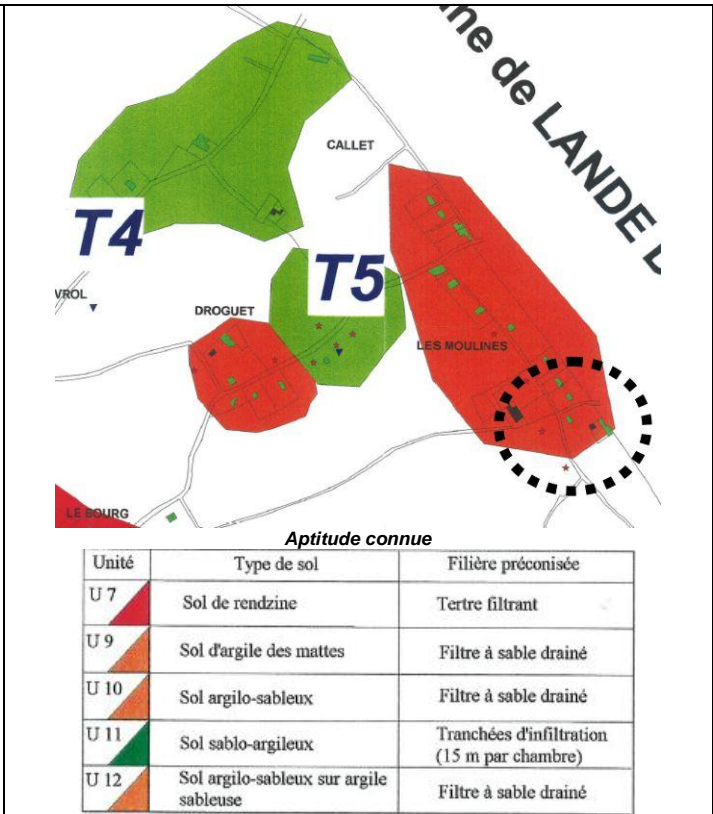 ne de LANDE D
CALLET
T4
T5
VROL
DROGUET
LES MOULINES
LE BOURG
Aptitude connue
Unité Type de sol Filière préconisée
U 7 Sol de rendzine Tertre filtrant
U 9 Sol d'argile des mattes Filtre à sable drainé
U 10 Sol argilo-sableux Filtre à sable drainé
U 11 Sol sablo-argileux Tranchées d'infiltration
(15 m par chambre)
U 12 Sol argilo-sableux sur argile
sableuse Filtre à sable drainé